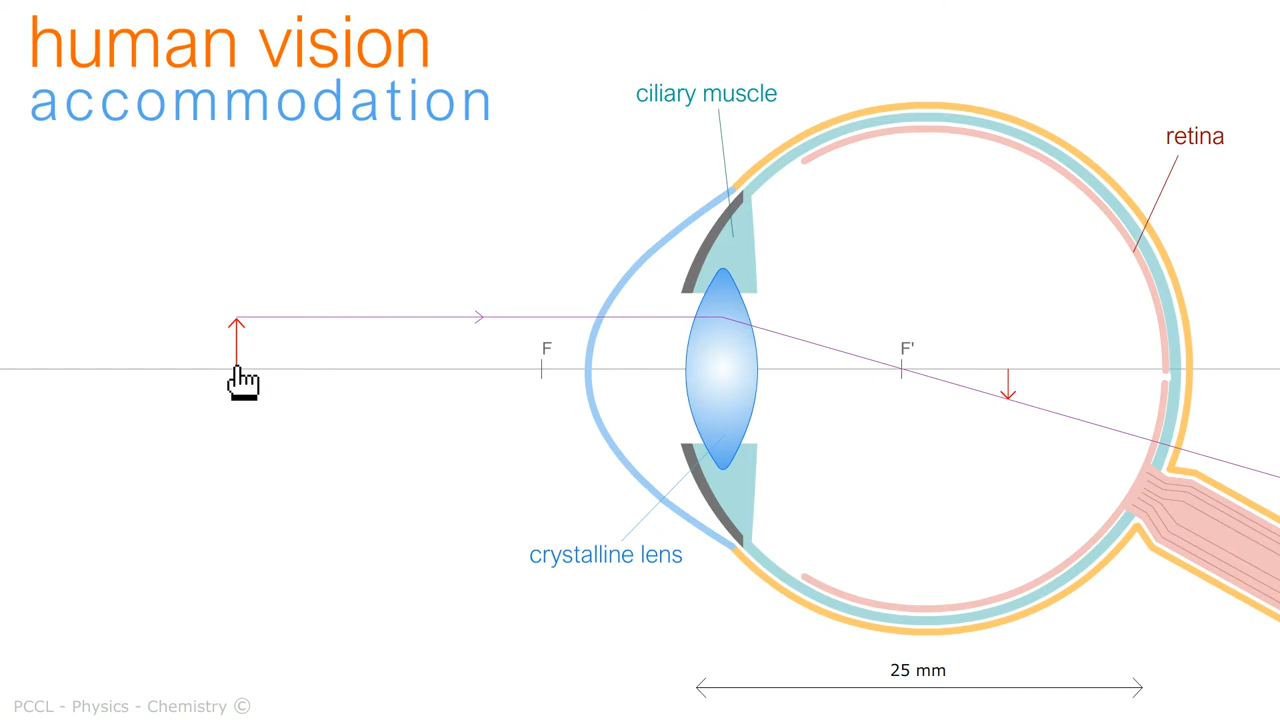 human vision
accommodation
ciliary muscle
retina
F
F'
crystalline lens
25 mm
PCCL - Physics - Chemistry ©